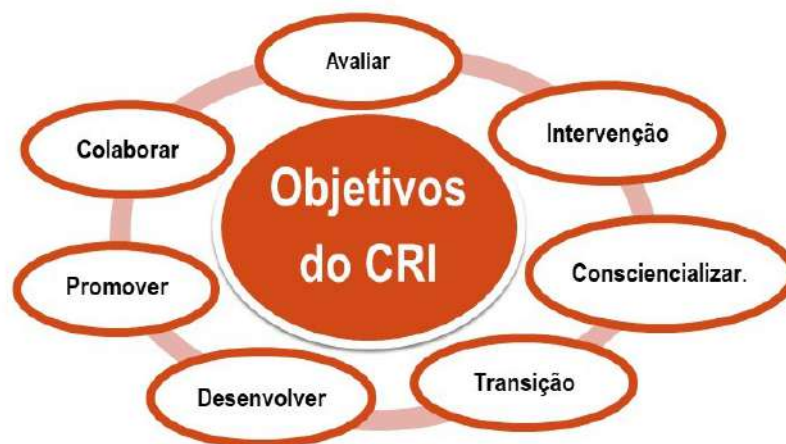 Objetivos
do CRI
Avaliar
Intervenção
Consciencializar.
Transição
Desenvolver
Promover
Colaborar